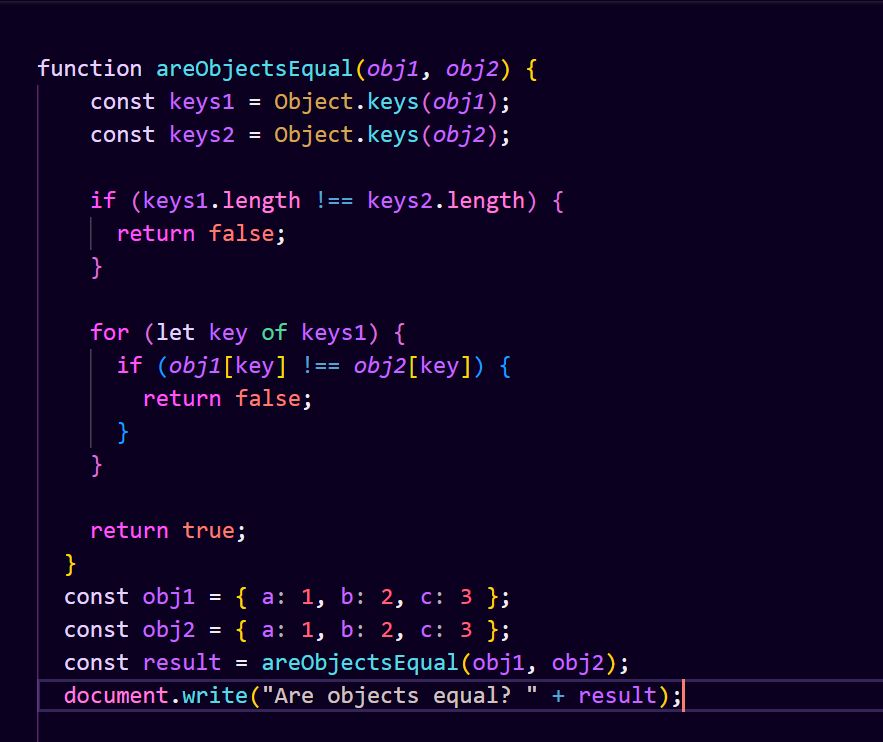 function areObjectsEqual(obj1, obj2) {
    const keys1 = Object.keys(obj1);
    const keys2 = Object.keys(obj2);

    if (keys1.length !== keys2.length) {
      return false;
    }

    for (let key of keys1) {
      if (obj1[key] !== obj2[key]) {
        return false;
      }
    }

    return true;
  }
  const obj1 = { a: 1, b: 2, c: 3 };
  const obj2 = { a: 1, b: 2, c: 3 };
  const result = areObjectsEqual(obj1, obj2);
  document.write("Are objects equal? " + result);